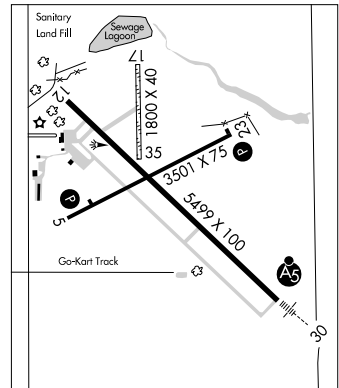 Sanitary
Land Fill
Sewage
Lagoon
17
12
1800 X 40
35
23
P
3501 X 75
P
5
5499 X 100
Go-Kart Track
A5
30